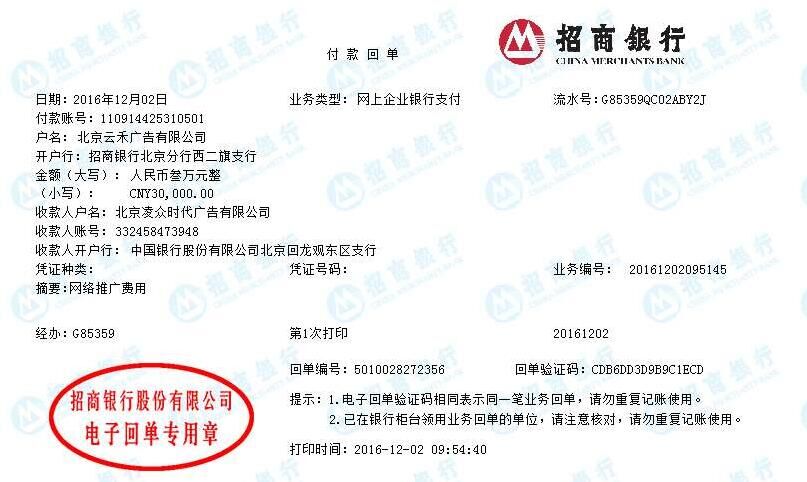 招商银行
CHINA MERCHANTS BANK
付款回单
日期：2016年12月02日 业务类型：网上企业银行支付 流水号：G85359QC02ABY2J
付款账号：110914425310501
户名：北京云禾广告有限公司
开户行：招商银行北京分行西二旗支行
金额（大写）：人民币叁万元整
（小写）：CNY30,000.00
收款人户名：北京凌众时代广告有限公司
收款人账号：332458473948
收款人开户行：中国银行股份有限公司北京回龙观东区支行
凭证种类： 凭证号码： 业务编号：20161202095145
摘要：网络推广费用
经办：G85359 第1次打印 20161202
回单编号：5010028272356 回单验证码：CDB6DD3D9B9C1ECD
提示：1.电子回单验证码相同表示同一笔业务回单，请勿重复记账使用。
2.已在银行柜台领用业务回单的单位，请注意核对，请勿重复记账使用。
打印时间：2016-12-02 09:54:40
招商银行股份有限公司
电子回单专用章